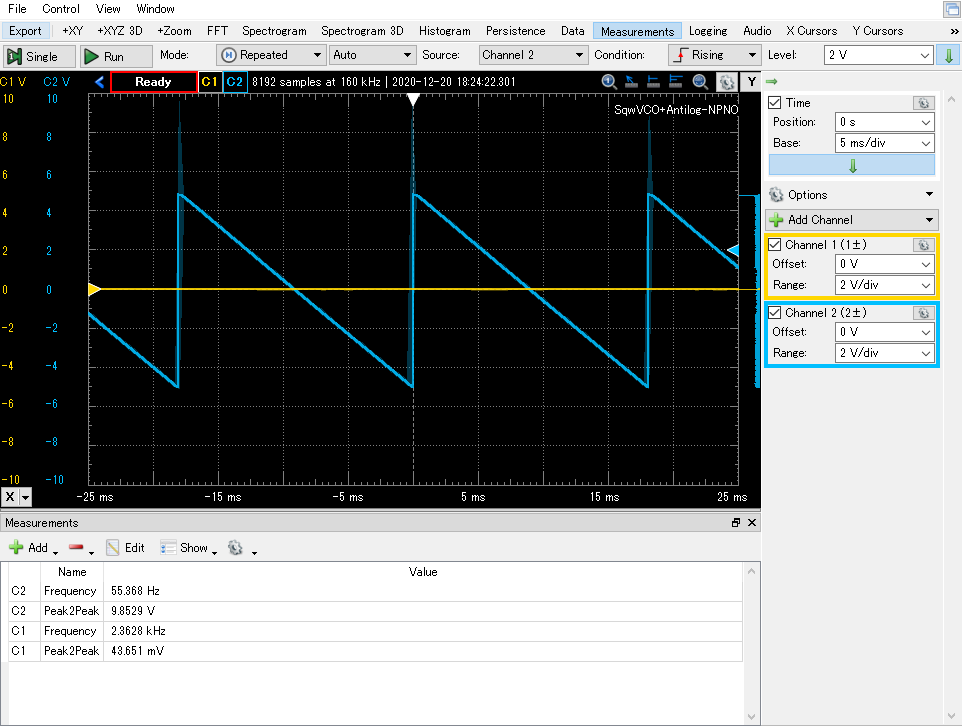 File Control View Window
Export +XY +XYZ 3D +Zoom FFT Spectrogram Spectrogram 3D Histogram Persistence Data Measurements Logging Audio X Cursors Y Cursors »
Single Run Mode: Repeated Auto Source: Channel 2 Condition: Rising Level: 2 V
C1 V C2 V Ready C1 C2 8192 samples at 160 kHz | 2020-12-20 18:24:22.801 Y
10 10
SqwVCO+Antilog-NPNO
8 8
6 6
4 4
2 2
0 0
-2 -2
-4 -4
-6 -6
-8 -8
-10 -10
X -25 ms -15 ms -5 ms 5 ms 15 ms 25 ms
Time
Position: 0 s
Base: 5 ms/div
Options
Add Channel
Channel 1 (1±)
Offset: 0 V
Range: 2 V/div
Channel 2 (2±)
Offset: 0 V
Range: 2 V/div
Measurements
Add Edit Show
Name Value
C2 Frequency 55.368 Hz
C2 Peak2Peak 9.8529 V
C1 Frequency 2.3628 kHz
C1 Peak2Peak 43.651 mV